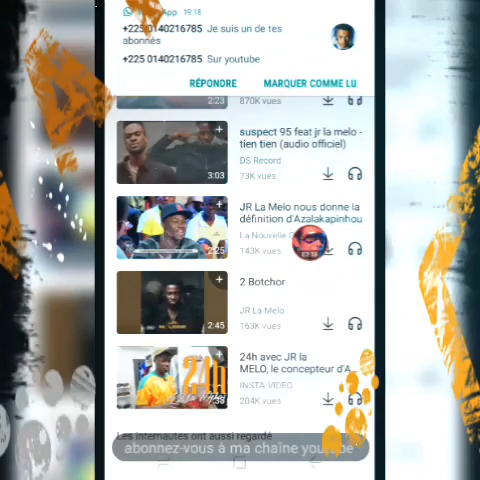 App 19:18
+225 0140216785 Je suis un de tes
abonnés
+225 0140216785 Sur youtube
RÉPONDRE MARQUER COMME LU
2:23
870K vues
suspect 95 feat jr la melo -
tien tien (audio officiel)
DS Record
3:03
73K vues
JR La Melo nous donne la
définition d'Azalakapinhou
La Nouvelle
2:25
143K vues
2 Botchor
JR La Melo
2:45
163K vues
24h avec JR la
MELO, le concepteur d'A...
24h
INSTA-VIDEO
204K vues
Les internautes ont aussi regardé
abonnez-vous à ma chaîne youtube